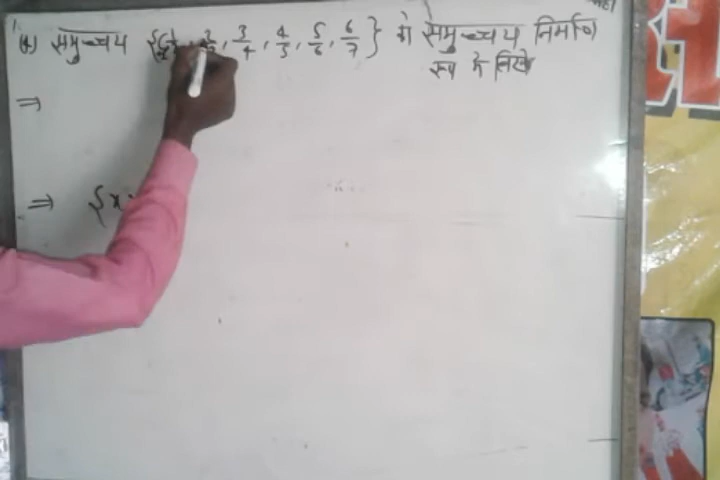 (4) समुच्चय {1/2, 2/3, 3/4, 4/5, 5/6, 6/7} को समुच्चय निर्माण
रूप में लिखे
⇒
⇒ {x: